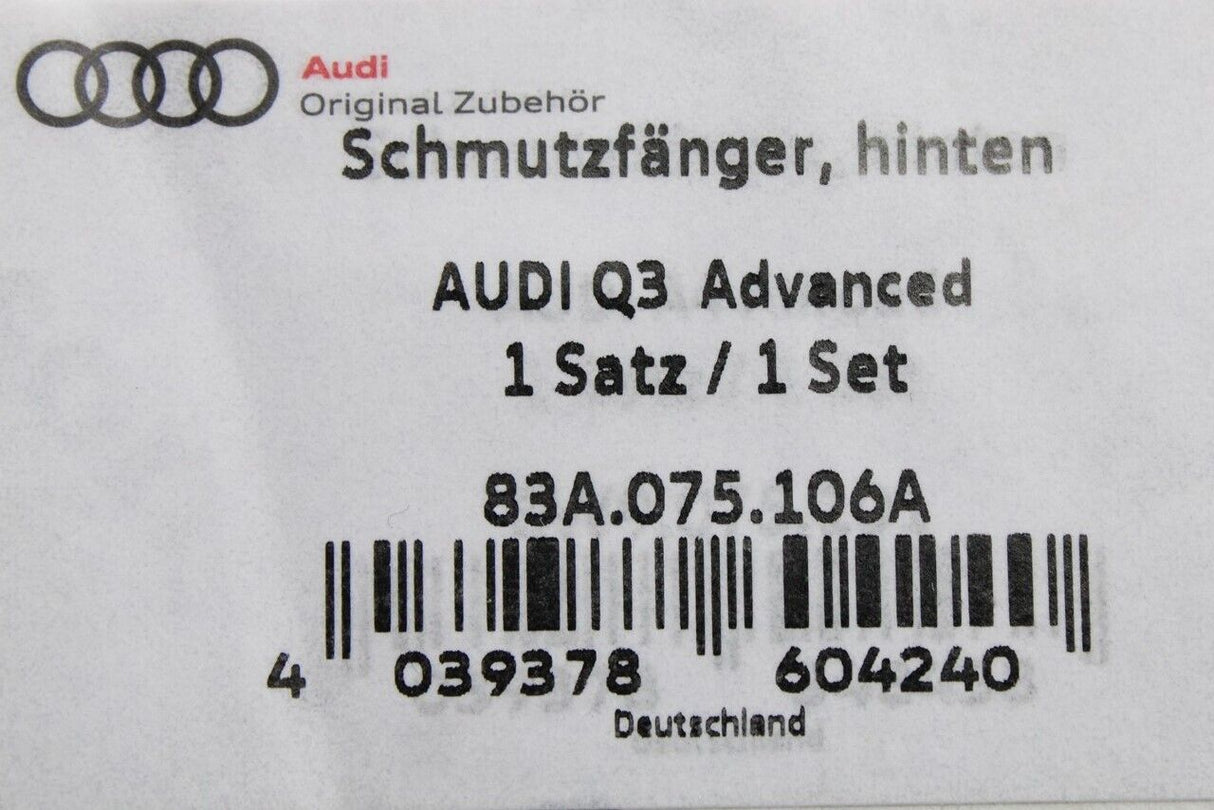 Audi
Original Zubehör
Schmutzfänger, hinten
AUDI Q3 Advanced
1 Satz / 1 Set
83A.075.106A
4 039378 604240
Deutschland